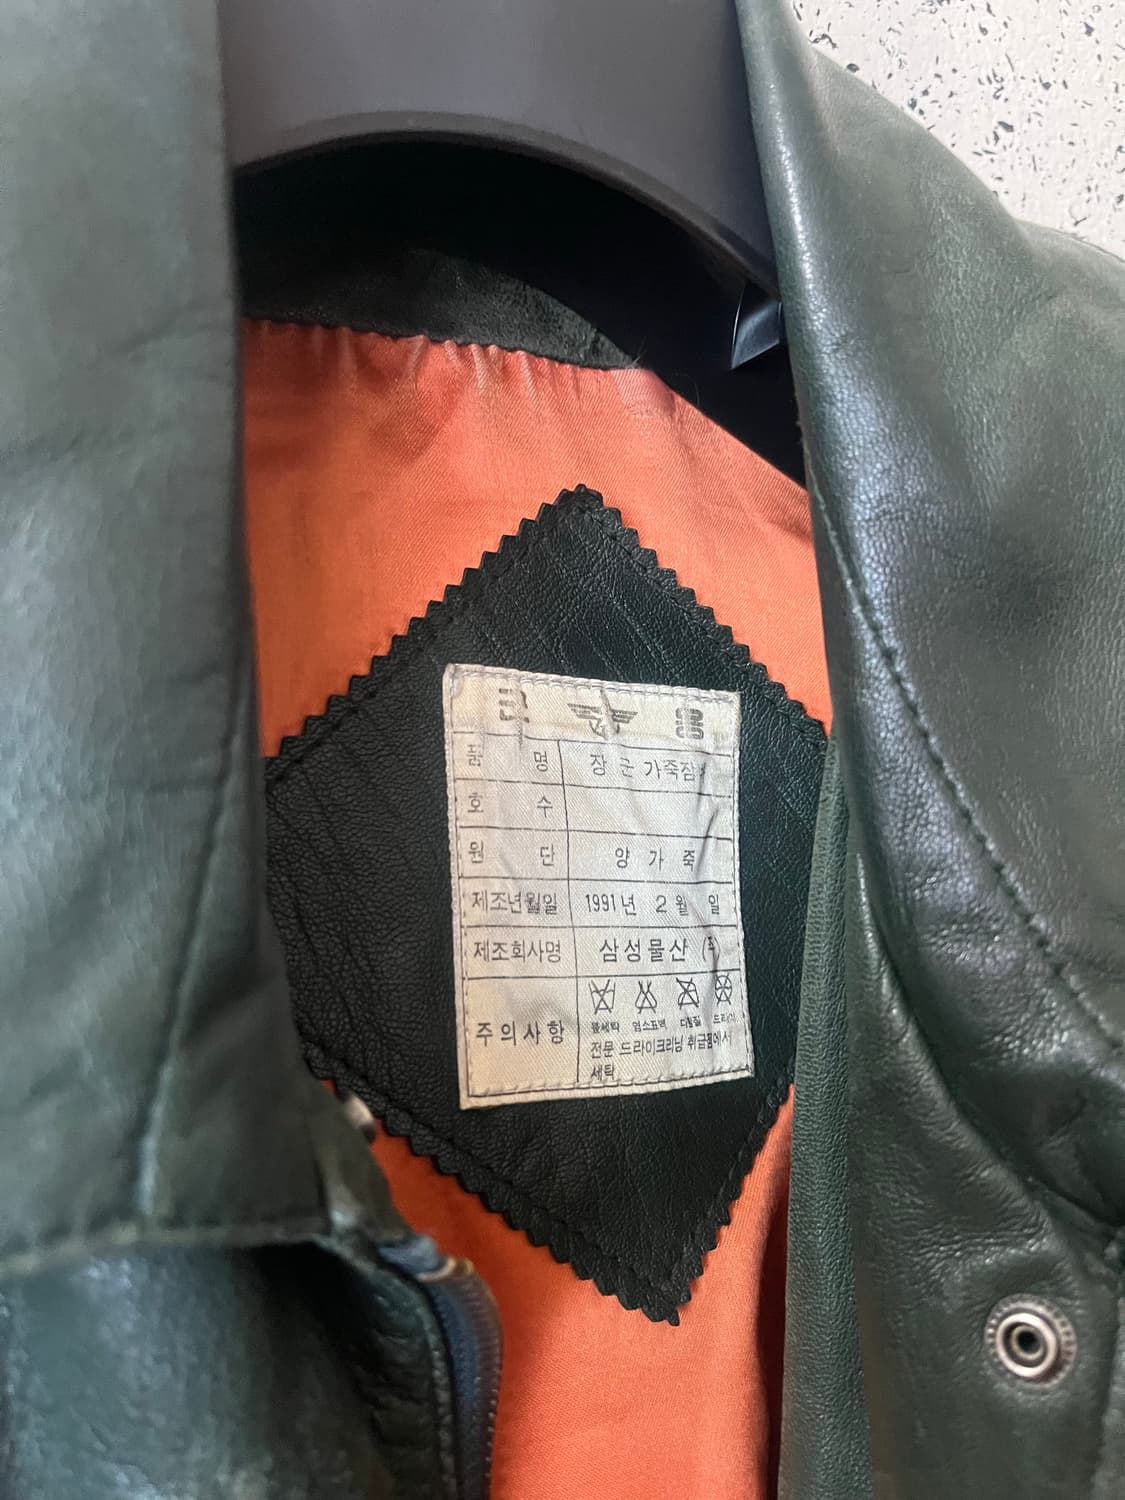 품 명 장군가죽잠바
호 수
원 단 양 가 죽
제조년월일 1991년 2월 일
제조회사명 삼성물산 (주)
주의사항
물세탁 염소표백 다림질 드라이
전문 드라이크리닝 취급점에서
세탁